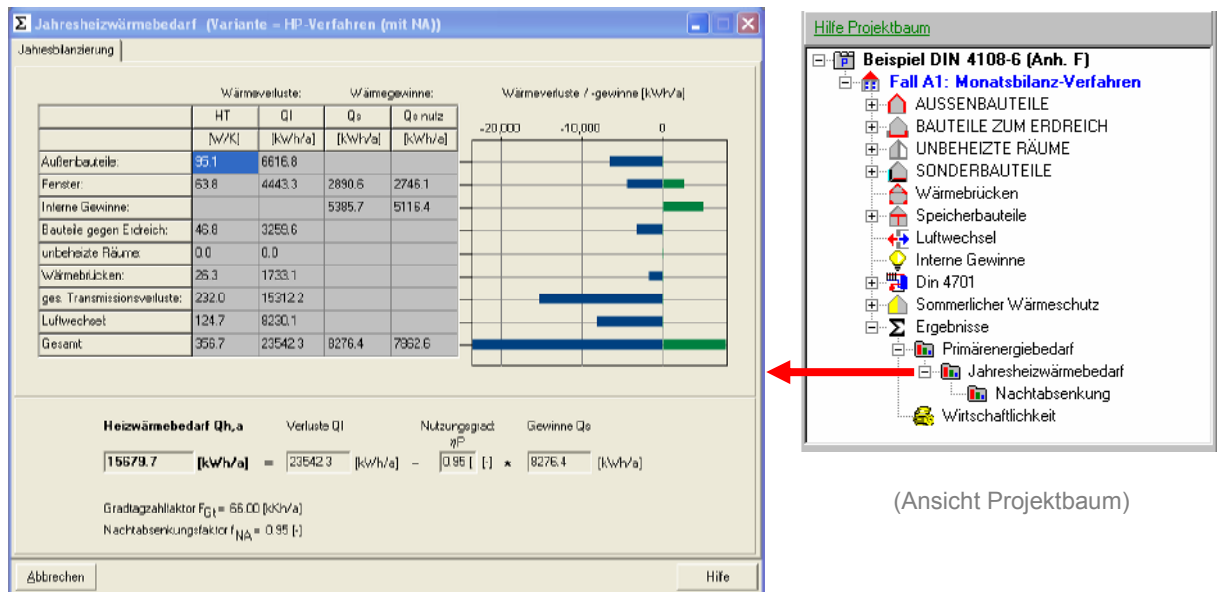 Σ Jahresheizwärmebedarf (Variante = HP-Verfahren (mit NA))
Jahresbilanzierung
Wärmeverluste: Wärmegewinne: Wärmeverluste / -gewinne [kWh/a]
HT Ql Qs Qs nutz
[W/K] [kWh/a] [kWh/a] [kWh/a]
-20,000 -10,000 0
Außenbauteile: 95.1 6616.8
Fenster: 63.8 4443.3 2890.6 2746.1
Interne Gewinne: 5385.7 5116.4
Bauteile gegen Erdreich: 46.8 3259.6
unbeheizte Räume: 0.0 0.0
Wärmebrücken: 26.3 1733.1
ges. Transmissionsverluste: 232.0 15312.2
Luftwechsel: 124.7 8230.1
Gesamt: 356.7 23542.3 8276.4 7862.6
Heizwärmebedarf Qh,a Verluste Ql Nutzungsgrad: Gewinne Qs
ηP
15679.7 [kWh/a] = 23542.3 [kWh/a] – 0.95 [ [-] * 8276.4 [kWh/a]
Gradtagzahlfaktor FGt = 66.00 [kKh/a]
Nachtabsenkungsfaktor fNA = 0.95 [-]
Abbrechen Hilfe
Hilfe Projektbaum
P Beispiel DIN 4108-6 (Anh. F)
Fall A1: Monatsbilanz-Verfahren
AUSSENBAUTEILE
BAUTEILE ZUM ERDREICH
UNBEHEIZTE RÄUME
SONDERBAUTEILE
Wärmebrücken
Speicherbauteile
Luftwechsel
Interne Gewinne
Din 4701
Sommerlicher Wärmeschutz
Σ Ergebnisse
Primärenergiebedarf
Jahresheizwärmebedarf
Nachtabsenkung
Wirtschaftlichkeit
(Ansicht Projektbaum)